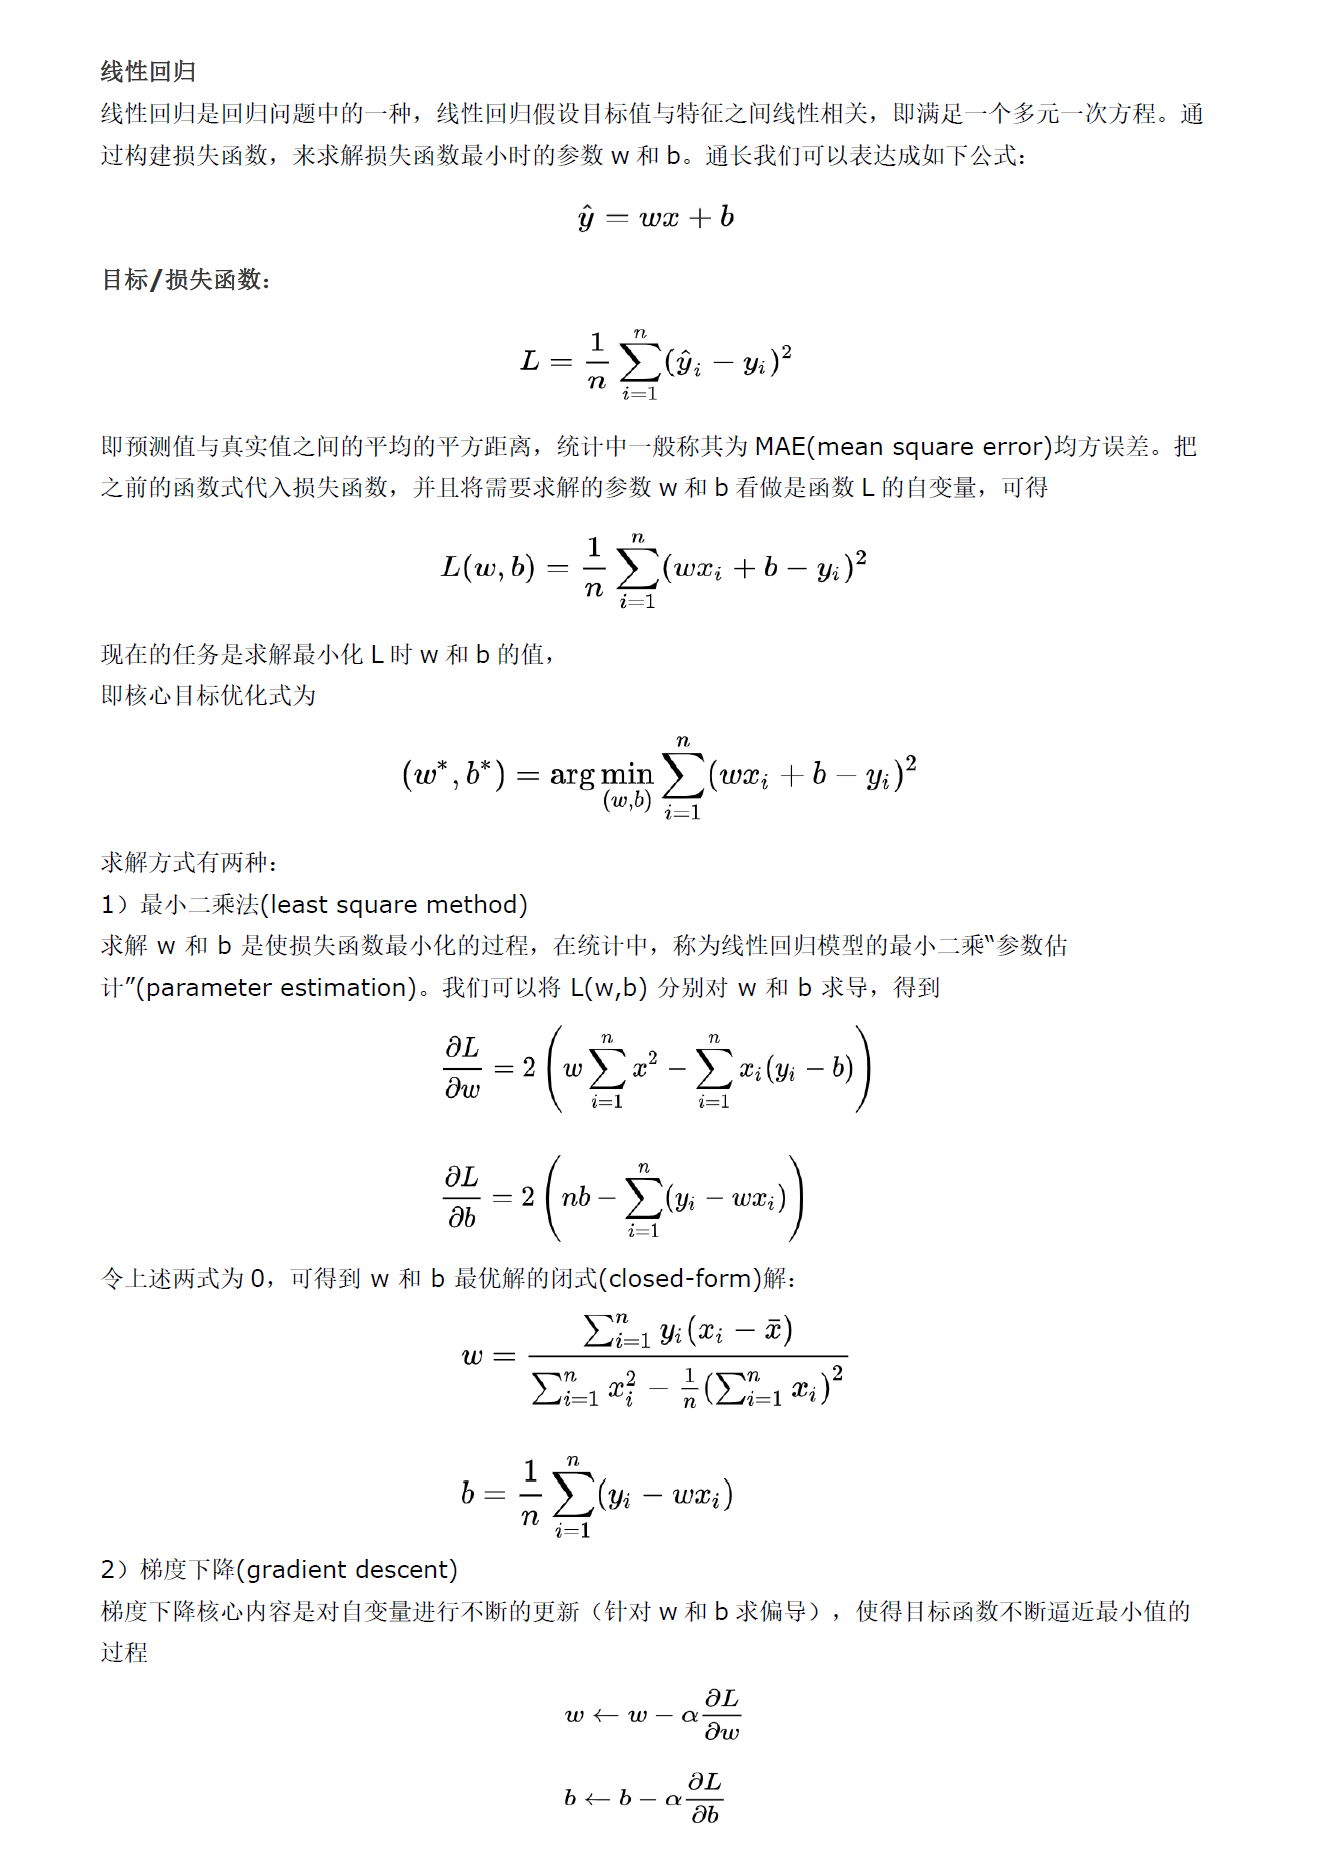 线性回归
线性回归是回归问题中的一种，线性回归假设目标值与特征之间线性相关，即满足一个多元一次方程。通
过构建损失函数，来求解损失函数最小时的参数 w 和 b。通长我们可以表达成如下公式：
ŷ = wx + b
目标/损失函数：
L = \frac{1}{n} \sum_{i=1}^{n} (ŷ_i − y_i)^2
即预测值与真实值之间的平均的平方距离，统计中一般称其为 MAE(mean square error)均方误差。把
之前的函数式代入损失函数，并且将需要求解的参数 w 和 b 看做是函数 L 的自变量，可得
L(w, b) = \frac{1}{n} \sum_{i=1}^{n} (wx_i + b − y_i)^2
现在的任务是求解最小化 L 时 w 和 b 的值，
即核心目标优化式为
(w^*, b^*) = \arg\min_{(w,b)} \sum_{i=1}^{n} (wx_i + b − y_i)^2
求解方式有两种：
1）最小二乘法(least square method)
求解 w 和 b 是使损失函数最小化的过程，在统计中，称为线性回归模型的最小二乘“参数估
计”(parameter estimation)。我们可以将 L(w,b) 分别对 w 和 b 求导，得到
\frac{∂L}{∂w} = 2 \left( w \sum_{i=1}^{n} x^2 − \sum_{i=1}^{n} x_i(y_i − b) \right)
\frac{∂L}{∂b} = 2 \left( nb − \sum_{i=1}^{n} (y_i − wx_i) \right)
令上述两式为 0，可得到 w 和 b 最优解的闭式(closed-form)解：
w = \frac{\sum_{i=1}^{n} y_i(x_i − \bar{x})}{\sum_{i=1}^{n} x_i^2 − \frac{1}{n} (\sum_{i=1}^{n} x_i)^2}
b = \frac{1}{n} \sum_{i=1}^{n} (y_i − wx_i)
2）梯度下降(gradient descent)
梯度下降核心内容是对自变量进行不断的更新（针对 w 和 b 求偏导），使得目标函数不断逼近最小值的
过程
w ← w − α \frac{∂L}{∂w}
b ← b − α \frac{∂L}{∂b}